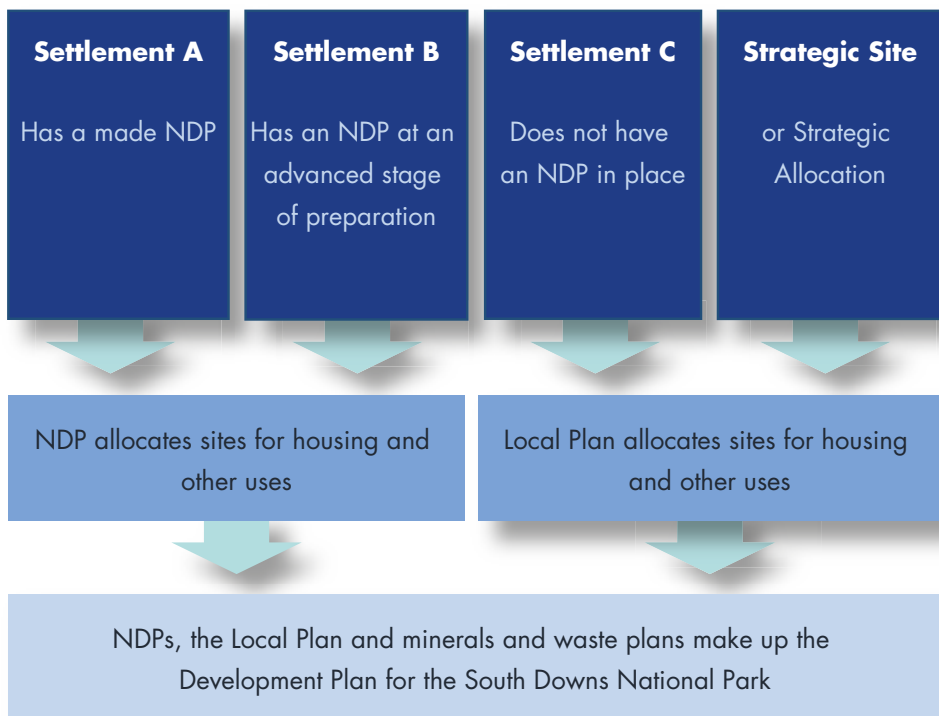 Settlement A
Has a made NDP
Settlement B
Has an NDP at an
advanced stage
of preparation
Settlement C
Does not have
an NDP in place
Strategic Site
or Strategic
Allocation
NDP allocates sites for housing and
other uses
Local Plan allocates sites for housing
and other uses
NDPs, the Local Plan and minerals and waste plans make up the
Development Plan for the South Downs National Park